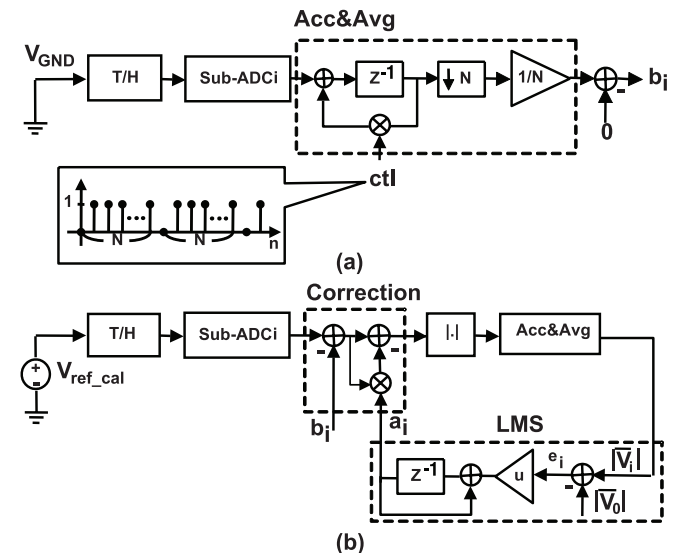 Acc&Avg
V_GND
T/H
Sub-ADCi
Z⁻¹
↓ N
1/N
-
b_i
0
ctl
1
...
...
N
N
n
(a)
Correction
T/H
Sub-ADCi
-
-
|.|
Acc&Avg
+
-
V_ref_cal
b_i
a_i
LMS
Z⁻¹
u
e_i
-
|V̅_i|
|V̅_0|
(b)